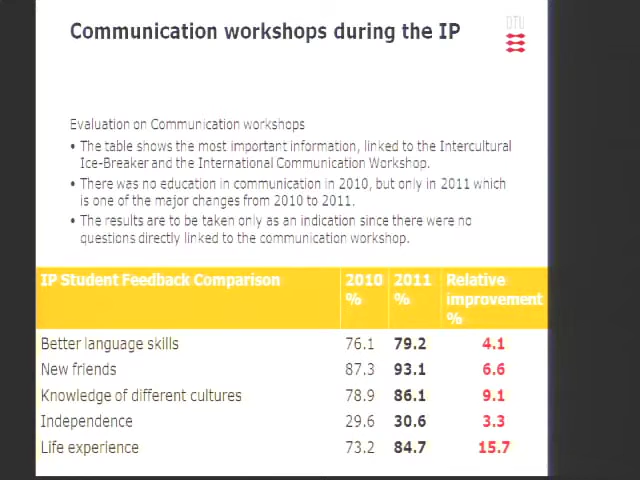 Communication workshops during the IP
DTU
Evaluation on Communication workshops
• The table shows the most important information, linked to the Intercultural
Ice-Breaker and the International Communication Workshop.
• There was no education in communication in 2010, but only in 2011 which
is one of the major changes from 2010 to 2011.
• The results are to be taken only as an indication since there were no
questions directly linked to the communication workshop.
IP Student Feedback Comparison 2010 2011 Relative
% % improvement
%
Better language skills 76.1 79.2 4.1
New friends 87.3 93.1 6.6
Knowledge of different cultures 78.9 86.1 9.1
Independence 29.6 30.6 3.3
Life experience 73.2 84.7 15.7